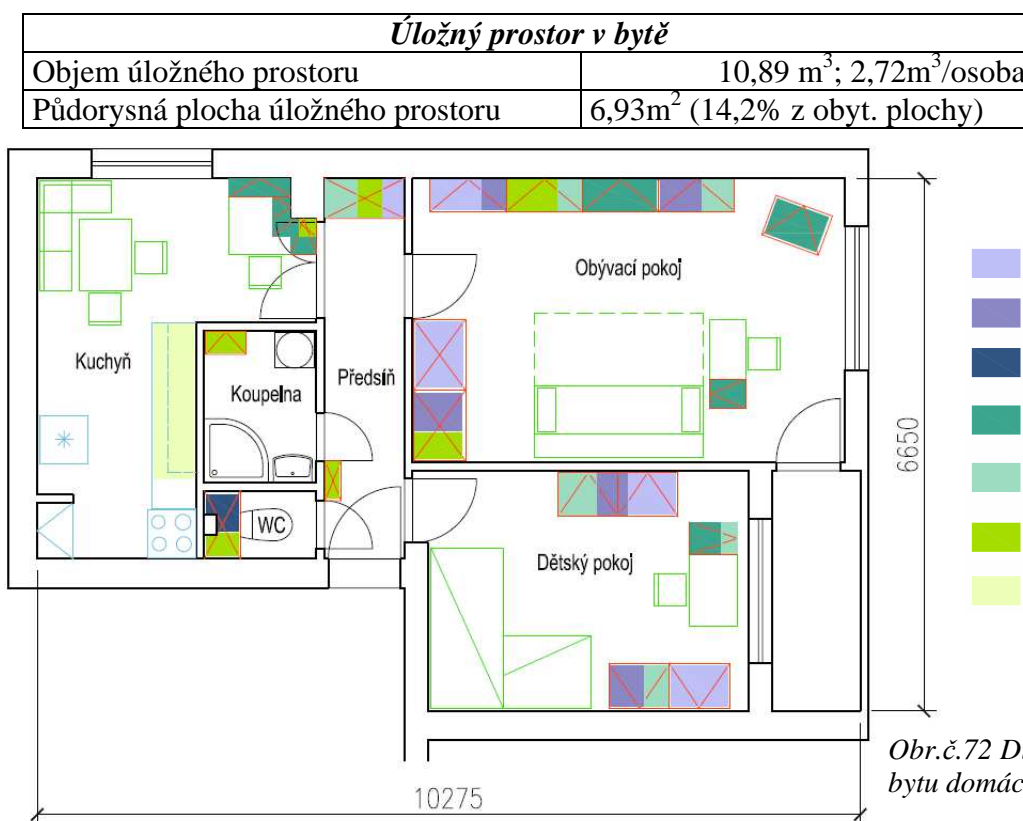 Úložný prostor v bytě
Objem úložného prostoru 10,89 m³; 2,72m³/osoba
Půdorysná plocha úložného prostoru 6,93m² (14,2% z obyt. plochy)
Obývací pokoj
Kuchyň
Koupelna
Předsíň
WC
Dětský pokoj
6650
10275
Obr.č.72
bytu